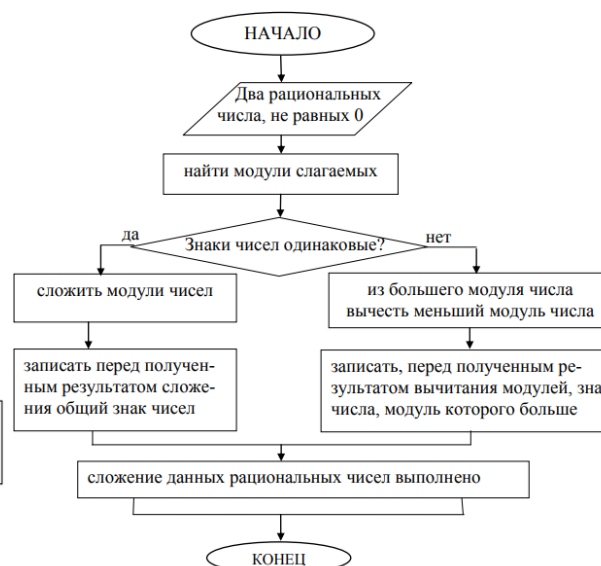 НАЧАЛО
Два рациональных
числа, не равных 0
найти модули слагаемых
Знаки чисел одинаковые?
да
нет
сложить модули чисел
из большего модуля числа
вычесть меньший модуль числа
записать перед получен-
ным результатом сложе-
ния общий знак чисел
записать, перед полученным ре-
зультатом вычитания модулей, зна
числа, модуль которого больше
сложение данных рациональных чисел выполнено
КОНЕЦ